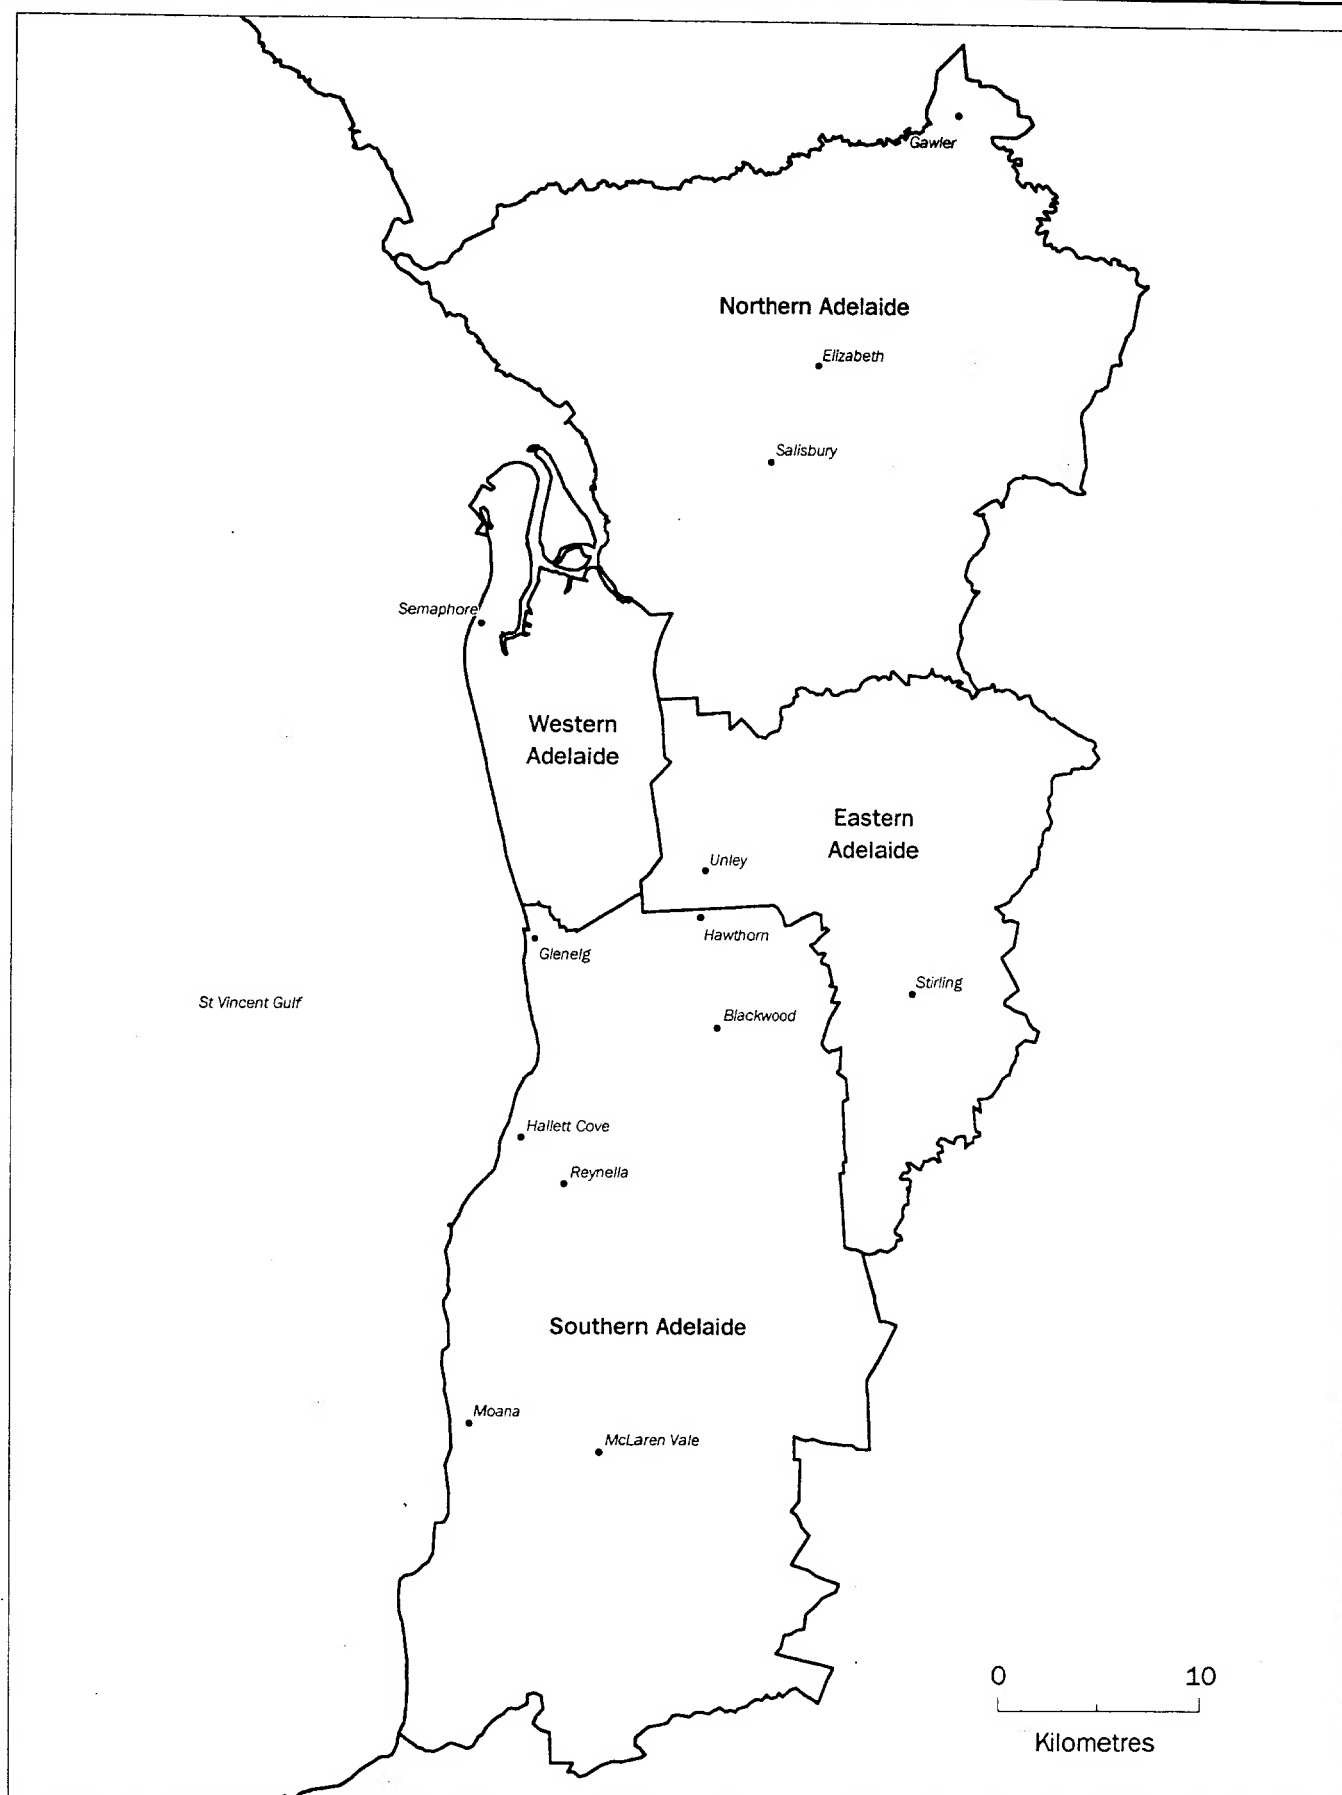 Gawler
Northern Adelaide
Elizabeth
Salisbury
Semaphore
Western
Adelaide
Eastern
Adelaide
Unley
Hawthorn
Glenelg
Stirling
St Vincent Gulf
Blackwood
Hallett Cove
Reynella
Southern Adelaide
Moana
McLaren Vale
0 10
Kilometres